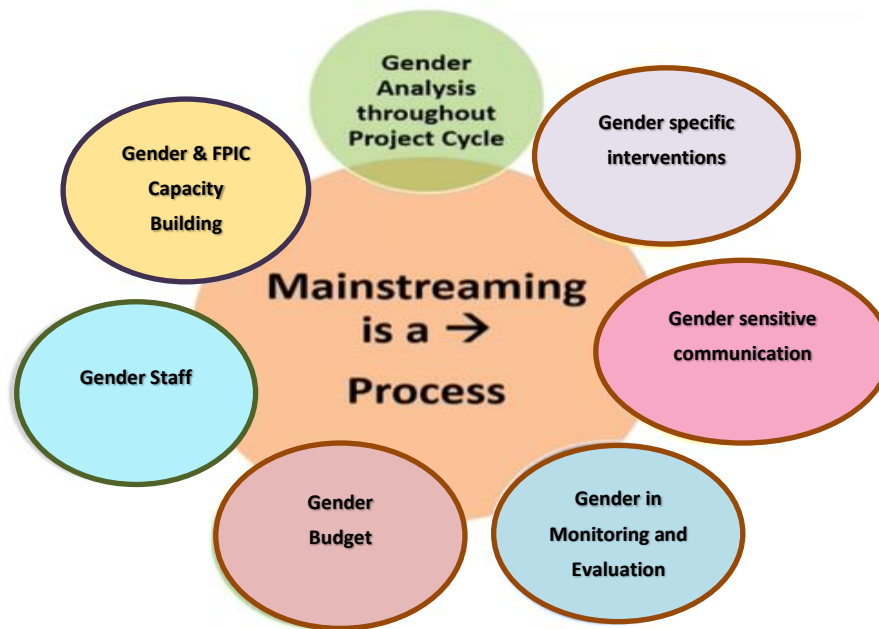 Gender
Analysis
throughout
Project Cycle
Gender specific
interventions
Gender & FPIC
Capacity
Building
Mainstreaming
is a →
Process
Gender sensitive
communication
Gender Staff
Gender
Budget
Gender in
Monitoring and
Evaluation